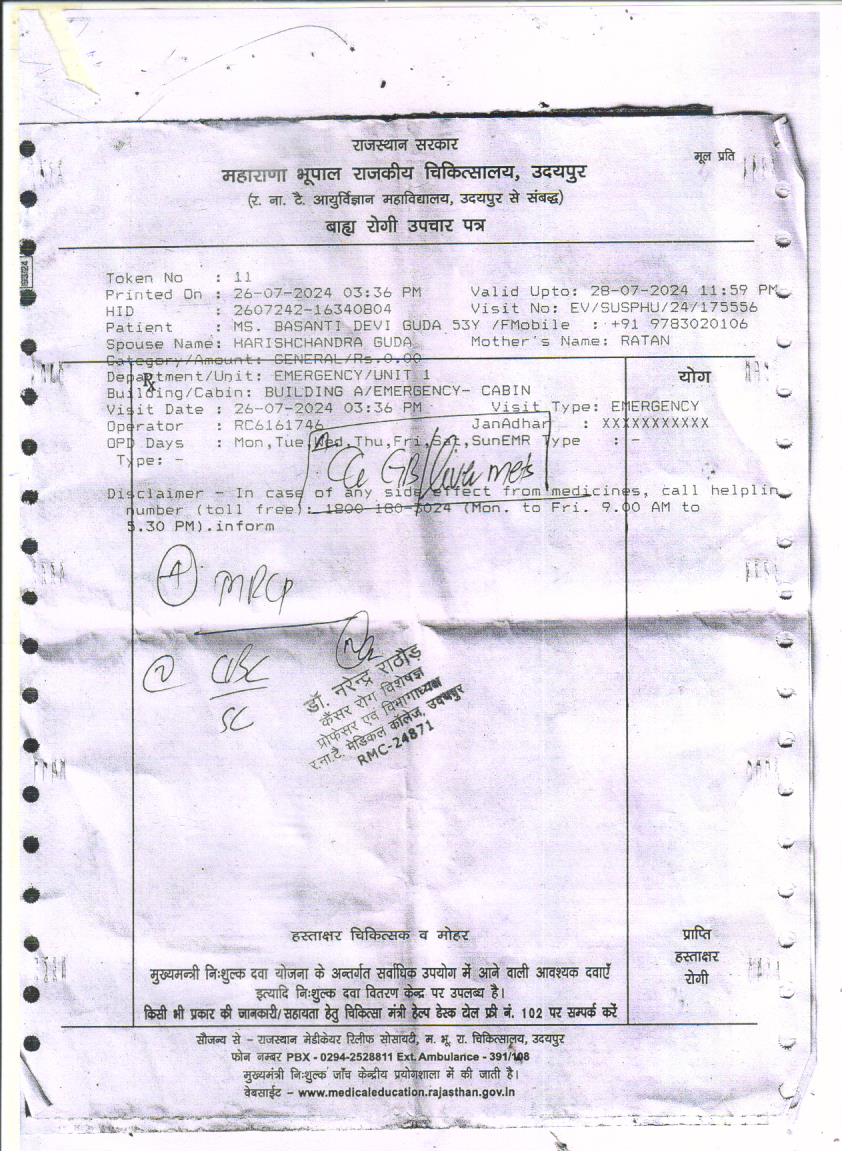 राजस्थान सरकार
मूल प्रति
महाराणा भूपाल राजकीय चिकित्सालय, उदयपुर
(र. ना. टै. आयुर्विज्ञान महाविद्यालय, उदयपुर से संबद्ध)
बाह्य रोगी उपचार पत्र
Token No : 11
Printed On : 26-07-2024 03:36 PM Valid Upto: 28-07-2024 11:59 PM
HID : 2607242-16340804 Visit No: EV/SUSPHU/24/175556
Patient : MS. BASANTI DEVI GUDA 53Y /FMobile : +91 9783020106
Spouse Name: HARISHCHANDRA GUDA Mother's Name: RATAN
Category/Amount: GENERAL/Rs.0.00
Department/Unit: EMERGENCY/UNIT 1
Rx
योग
Building/Cabin: BUILDING A/EMERGENCY- CABIN
Visit Date : 26-07-2024 03:36 PM Visit Type: EMERGENCY
Operator : RC6161746 JanAdhar : XXXXXXXXXXX
OPD Days : Mon,Tue,Wed,Thu,Fri,Sat,SunEMR Type : -
Type: -
Ca GB/liver mets
Disclaimer - In case of any side effect from medicines, call helplin
number (toll free): 1800 180-1024 (Mon. to Fri. 9.00 AM to
5.30 PM).inform
1 MRCP
2 CBC
SC
डॉ. नरेन्द्र राठौड़
कैंसर रोग विशेषज्ञ
प्रोफेसर एवं विभागाध्यक्ष
र.ना.टै. मेडिकल कॉलेज, उदयपुर
RMC-24871
हस्ताक्षर चिकित्सक व मोहर
प्राप्ति
हस्ताक्षर
रोगी
मुख्यमन्त्री निःशुल्क दवा योजना के अन्तर्गत सर्वाधिक उपयोग में आने वाली आवश्यक दवाएँ
इत्यादि निःशुल्क दवा वितरण केन्द्र पर उपलब्ध है।
किसी भी प्रकार की जानकारी/सहायता हेतु चिकित्सा मंत्री हेल्प डेस्क टोल फ्री नं. 102 पर सम्पर्क करें
सौजन्य से - राजस्थान मेडीकेयर रिलीफ सोसायटी, म. भू. रा. चिकित्सालय, उदयपुर
फोन नम्बर PBX - 0294-2528811 Ext. Ambulance - 391/108
मुख्यमंत्री निःशुल्क जाँच केन्द्रीय प्रयोगशाला में की जाती है।
वेबसाईट - www.medicaleducation.rajasthan.gov.in